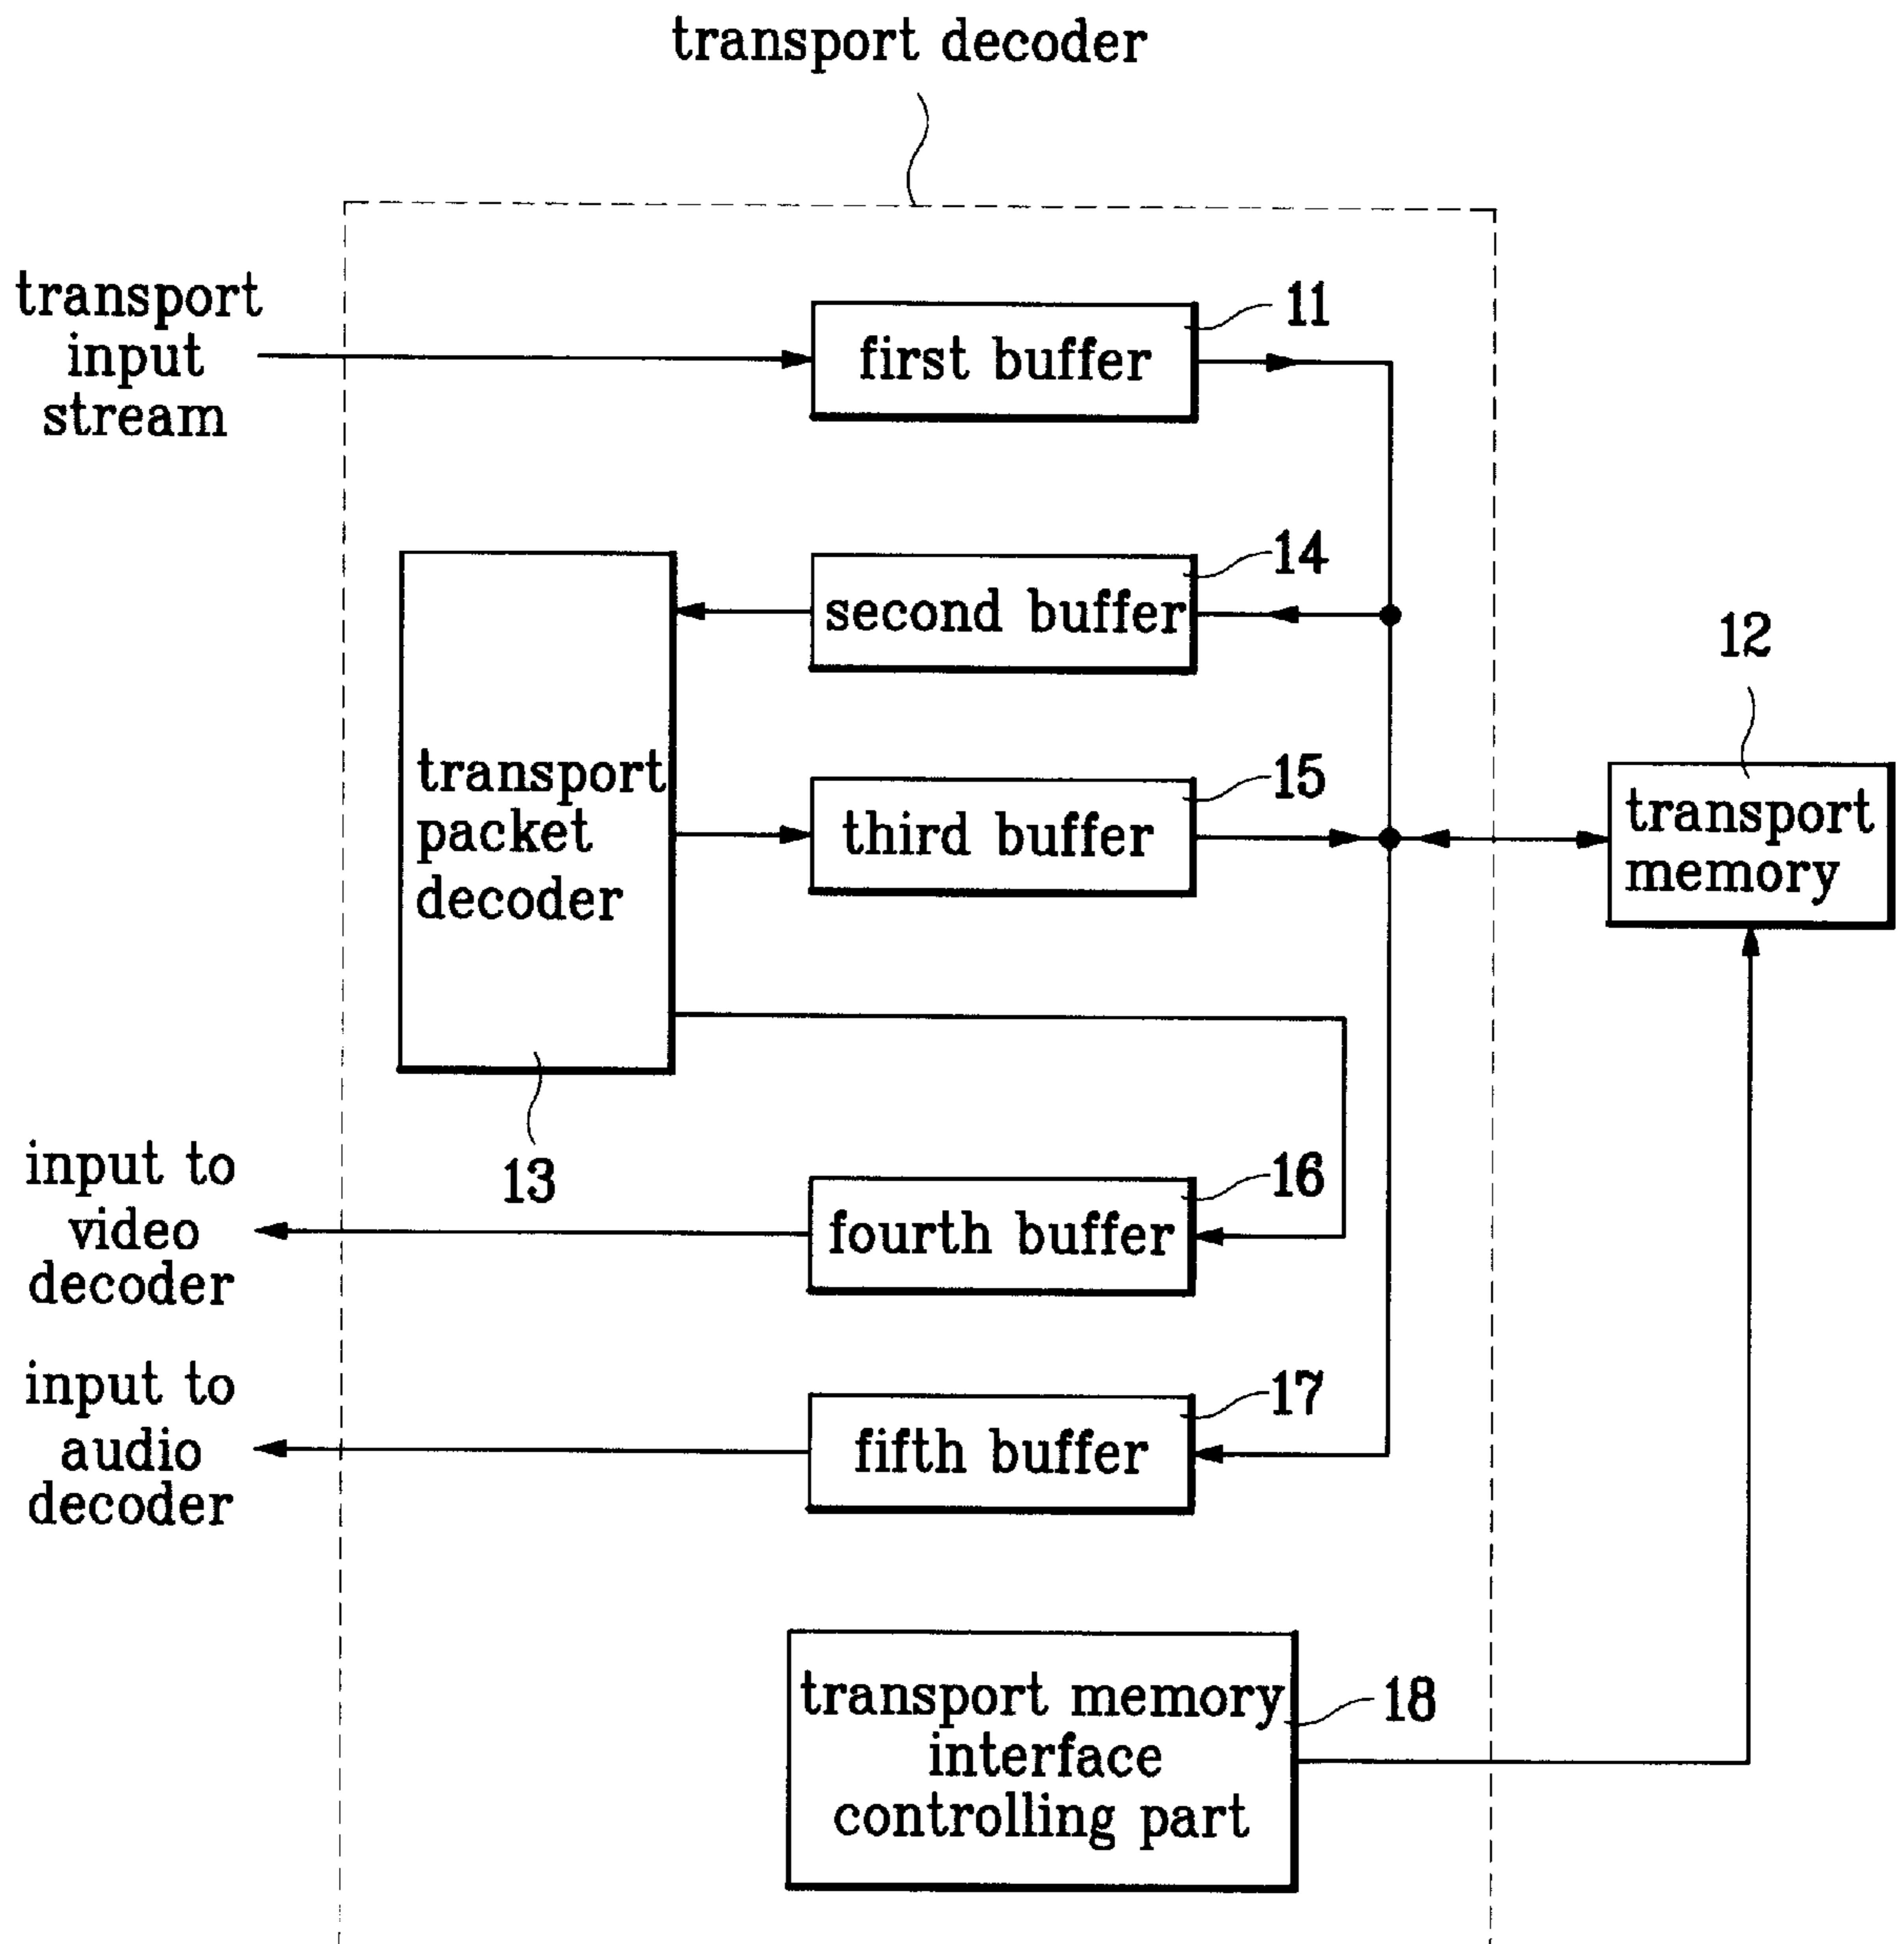 transport decoder
transport
input
stream
first buffer
11
second buffer
14
12
transport
packet
decoder
third buffer
15
transport
memory
13
input to
video
decoder
fourth buffer
16
input to
audio
decoder
fifth buffer
17
transport memory
interface
controlling part
18